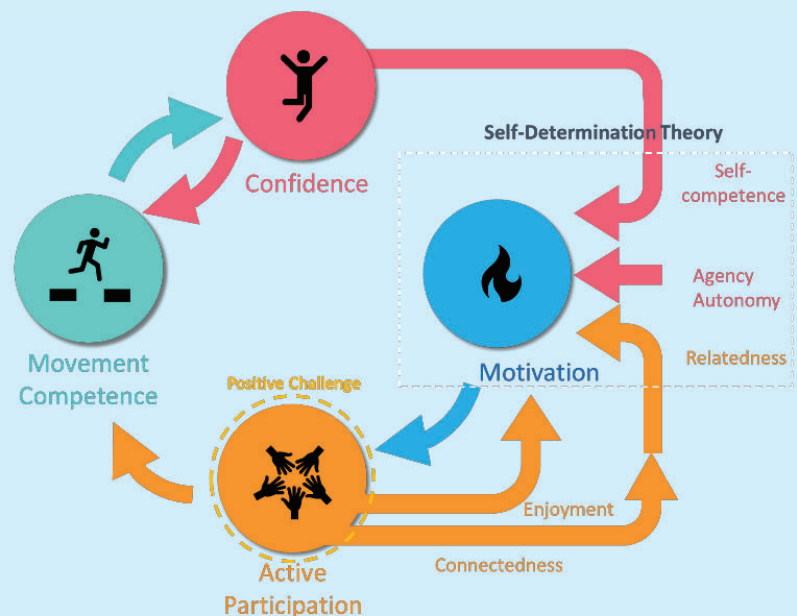 Self-Determination Theory
Confidence
Self-
competence
Agency
Autonomy
Movement
Competence
Relatedness
Motivation
Positive Challenge
Enjoyment
Connectedness
Active
Participation